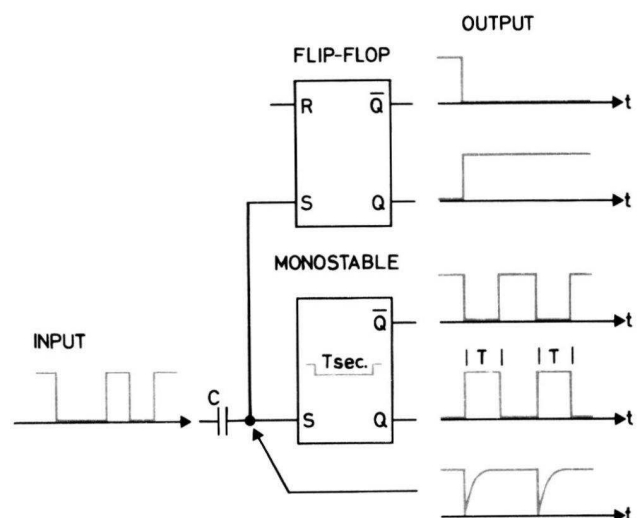 OUTPUT
FLIP-FLOP
R Q̅
t
S Q
t
MONOSTABLE
Q̅
t
INPUT
Tsec.
| T | | T |
C
S Q
t
t